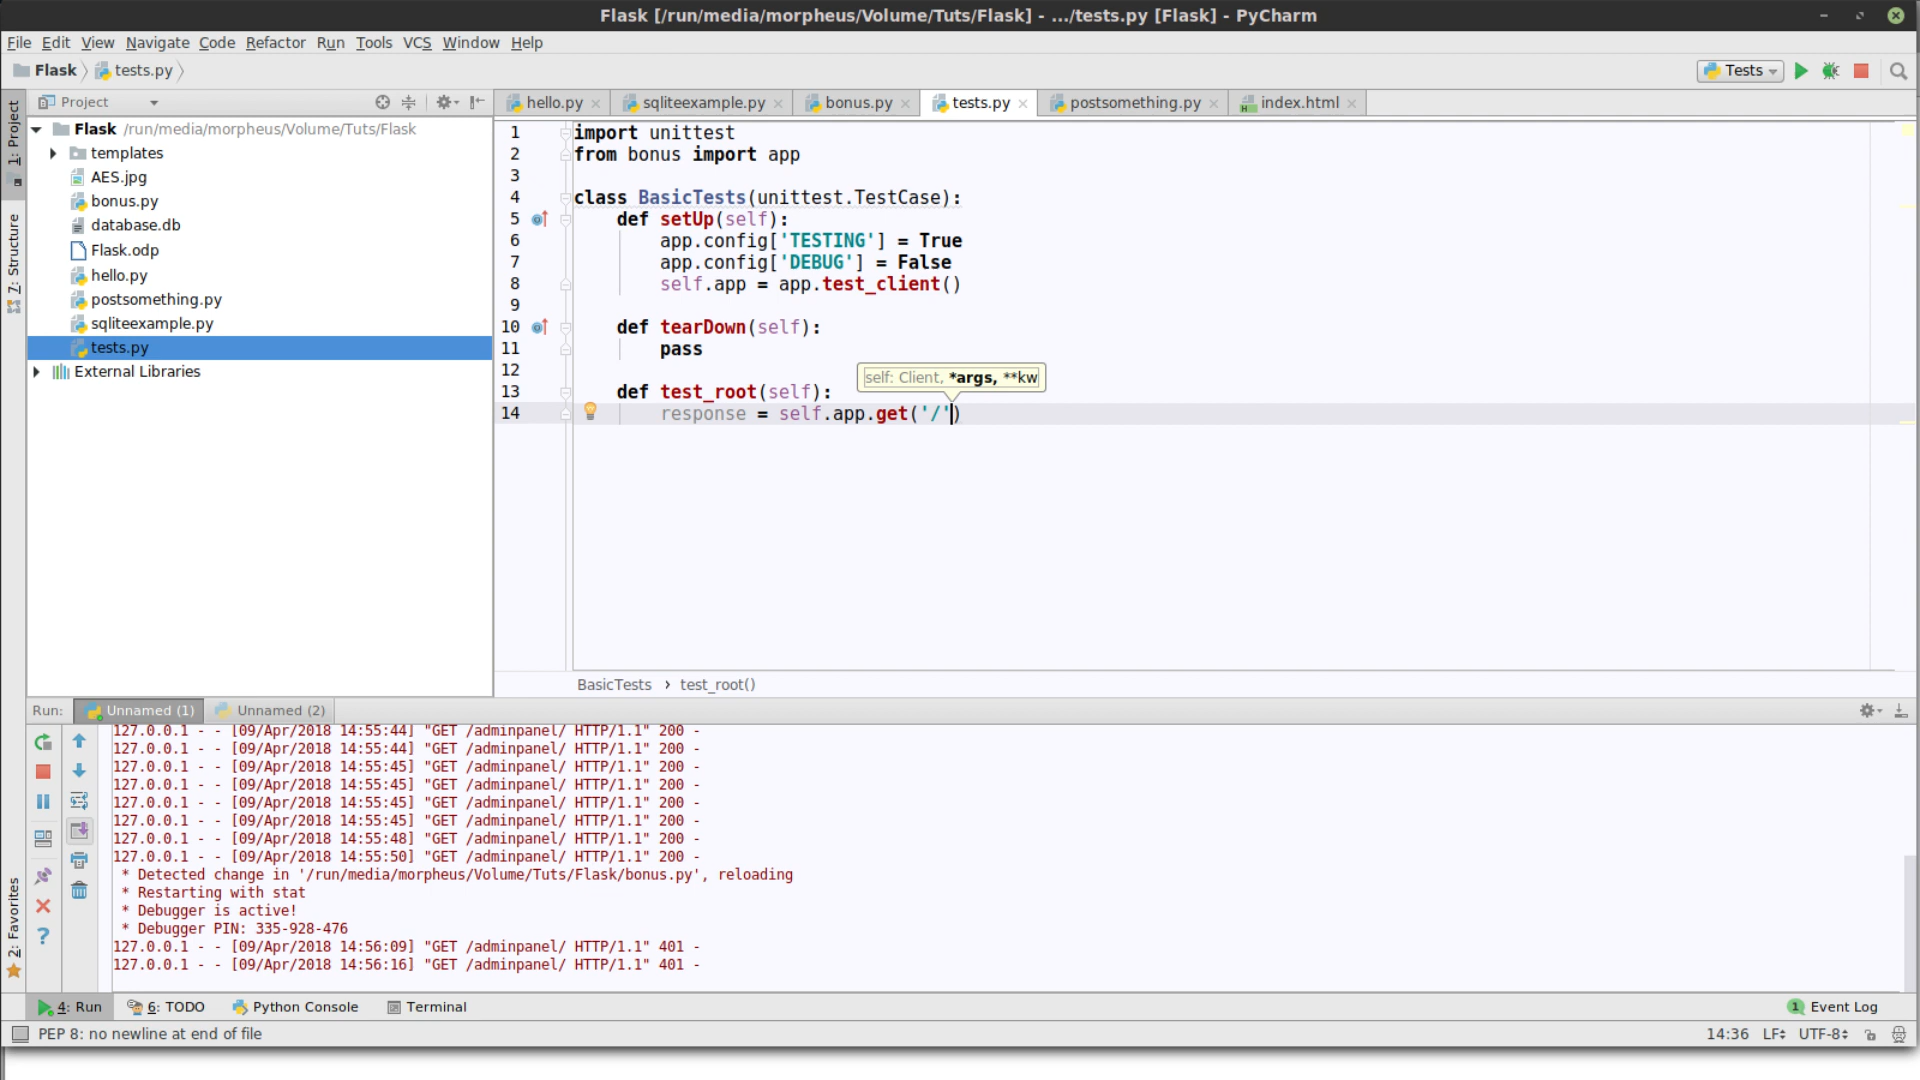 Flask [/run/media/morpheus/Volume/Tuts/Flask] - .../tests.py [Flask] - PyCharm
File Edit View Navigate Code Refactor Run Tools VCS Window Help
Flask tests.py
Tests
1: Project
7: Structure
2: Favorites
Project
Flask /run/media/morpheus/Volume/Tuts/Flask
templates
AES.jpg
bonus.py
database.db
Flask.odp
hello.py
postsomething.py
sqliteexample.py
tests.py
External Libraries
hello.py sqliteexample.py bonus.py tests.py postsomething.py index.html
1 import unittest
2 from bonus import app
3
4 class BasicTests(unittest.TestCase):
5 def setUp(self):
6 app.config['TESTING'] = True
7 app.config['DEBUG'] = False
8 self.app = app.test_client()
9
10 def tearDown(self):
11 pass
12
self: Client, *args, **kw
13 def test_root(self):
14 response = self.app.get('/')
BasicTests › test_root()
Run: Unnamed (1) Unnamed (2)
127.0.0.1 - - [09/Apr/2018 14:55:44] "GET /adminpanel/ HTTP/1.1" 200 -
127.0.0.1 - - [09/Apr/2018 14:55:44] "GET /adminpanel/ HTTP/1.1" 200 -
127.0.0.1 - - [09/Apr/2018 14:55:45] "GET /adminpanel/ HTTP/1.1" 200 -
127.0.0.1 - - [09/Apr/2018 14:55:45] "GET /adminpanel/ HTTP/1.1" 200 -
127.0.0.1 - - [09/Apr/2018 14:55:45] "GET /adminpanel/ HTTP/1.1" 200 -
127.0.0.1 - - [09/Apr/2018 14:55:45] "GET /adminpanel/ HTTP/1.1" 200 -
127.0.0.1 - - [09/Apr/2018 14:55:48] "GET /adminpanel/ HTTP/1.1" 200 -
127.0.0.1 - - [09/Apr/2018 14:55:50] "GET /adminpanel/ HTTP/1.1" 200 -
* Detected change in '/run/media/morpheus/Volume/Tuts/Flask/bonus.py', reloading
* Restarting with stat
* Debugger is active!
* Debugger PIN: 335-928-476
127.0.0.1 - - [09/Apr/2018 14:56:09] "GET /adminpanel/ HTTP/1.1" 401 -
127.0.0.1 - - [09/Apr/2018 14:56:16] "GET /adminpanel/ HTTP/1.1" 401 -
4: Run 6: TODO Python Console Terminal 1 Event Log
PEP 8: no newline at end of file 14:36 LF UTF-8